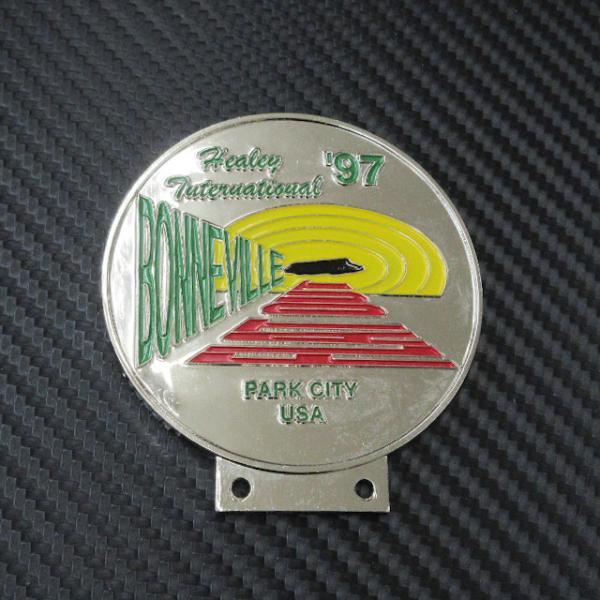 Healey '97
International
BONNEVILLE
PARK CITY
USA